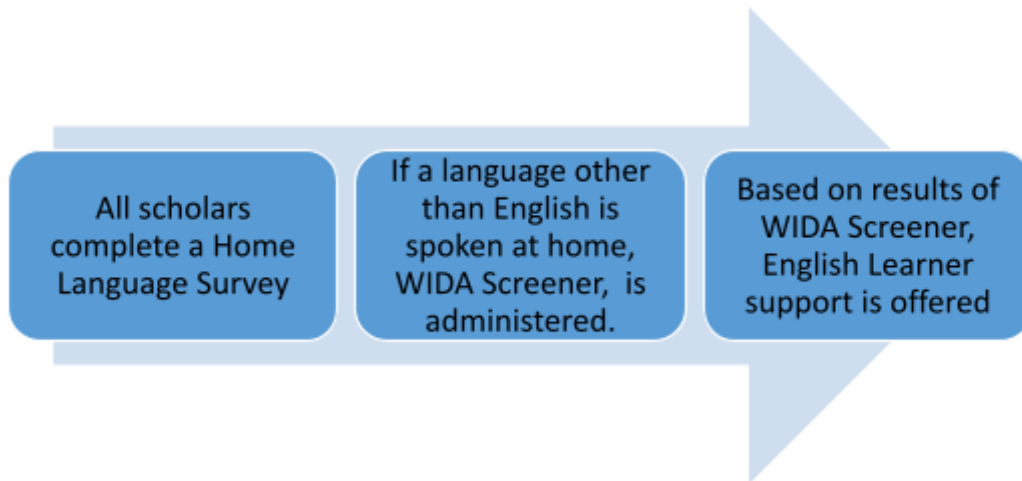 All scholars
complete a Home
Language Survey
If a language other
than English is
spoken at home,
WIDA Screener,  is
administered.
Based on results of
WIDA Screener,
English Learner
support is offered